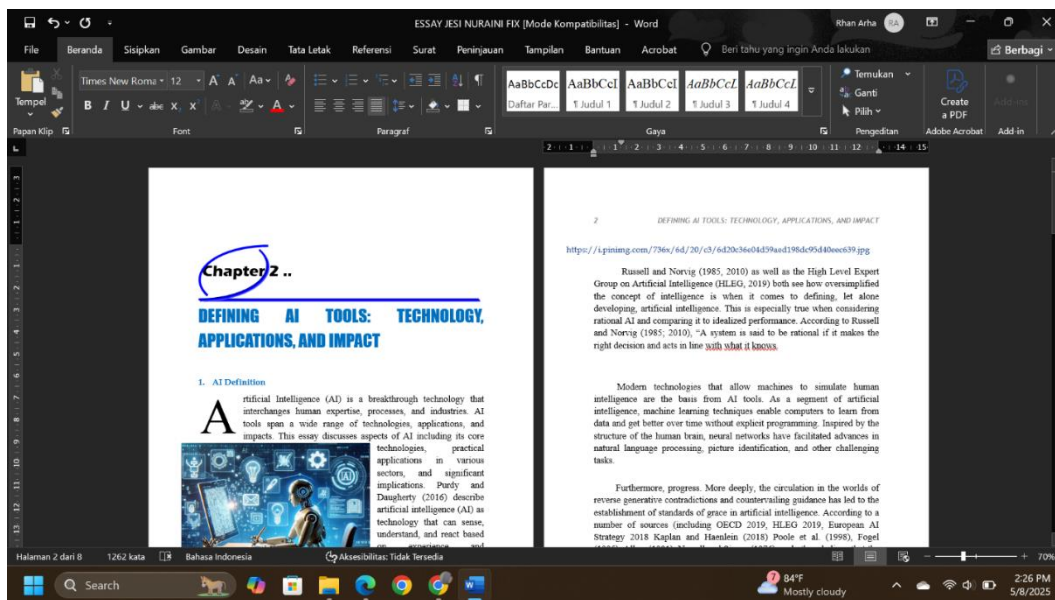 ESSAY JESI NURAINI FIX [Mode Kompatibilitas] - Word
Rhan Arha
RA
File Beranda Sisipkan Gambar Desain Tata Letak Referensi Surat Peninjauan Tampilan Bantuan Acrobat Beri tahu yang ingin Anda lakukan Berbagi
Times New Roma 12
Tempel
Papan Klip
Font
Paragraf
AaBbCcDc AaBbCcI AaBbCcI AaBbCcL AaBbCcL
Daftar Par... ¶ Judul 1 ¶ Judul 2 ¶ Judul 3 ¶ Judul 4
Gaya
Temukan
Ganti
Pilih
Pengeditan
Create
a PDF
Adobe Acrobat
Add-ins
Add-in
Chapter 2 ..
DEFINING AI TOOLS: TECHNOLOGY,
APPLICATIONS, AND IMPACT
1. AI Definition
Artificial Intelligence (AI) is a breakthrough technology that
interchanges human expertise, processes, and industries. AI
tools span a wide range of technologies, applications, and
impacts. This essay discusses aspects of AI including its core
technologies, practical
applications in various
sectors, and significant
implications. Purdy and
Daugherty (2016) describe
artificial intelligence (AI) as
technology that can sense,
understand, and react based
on experience and
2 DEFINING AI TOOLS: TECHNOLOGY, APPLICATIONS, AND IMPACT
https://i.pinimg.com/736x/6d/20/c3/6d20c36e04d59aed198dc95d40eec639.jpg
Russell and Norvig (1985, 2010) as well as the High Level Expert
Group on Artificial Intelligence (HLEG, 2019) both see how oversimplified
the concept of intelligence is when it comes to defining, let alone
developing, artificial intelligence. This is especially true when considering
rational AI and comparing it to idealized performance. According to Russell
and Norvig (1985; 2010), “A system is said to be rational if it makes the
right decision and acts in line with what it knows.
Modern technologies that allow machines to simulate human
intelligence are the basis from AI tools. As a segment of artificial
intelligence, machine learning techniques enable computers to learn from
data and get better over time without explicit programming. Inspired by the
structure of the human brain, neural networks have facilitated advances in
natural language processing, picture identification, and other challenging
tasks.
Furthermore, progress. More deeply, the circulation in the worlds of
reverse generative contradictions and countervailing guidance has led to the
establishment of standards of grace in artificial intelligence. According to a
number of sources (including OECD 2019, HLEG 2019, European AI
Strategy 2018 Kaplan and Haenlein (2018) Poole et al. (1998), Fogel
Halaman 2 dari 8 1262 kata Bahasa Indonesia Aksesibilitas: Tidak Tersedia 70%
Search
7
84°F
Mostly cloudy
2:26 PM
5/8/2025